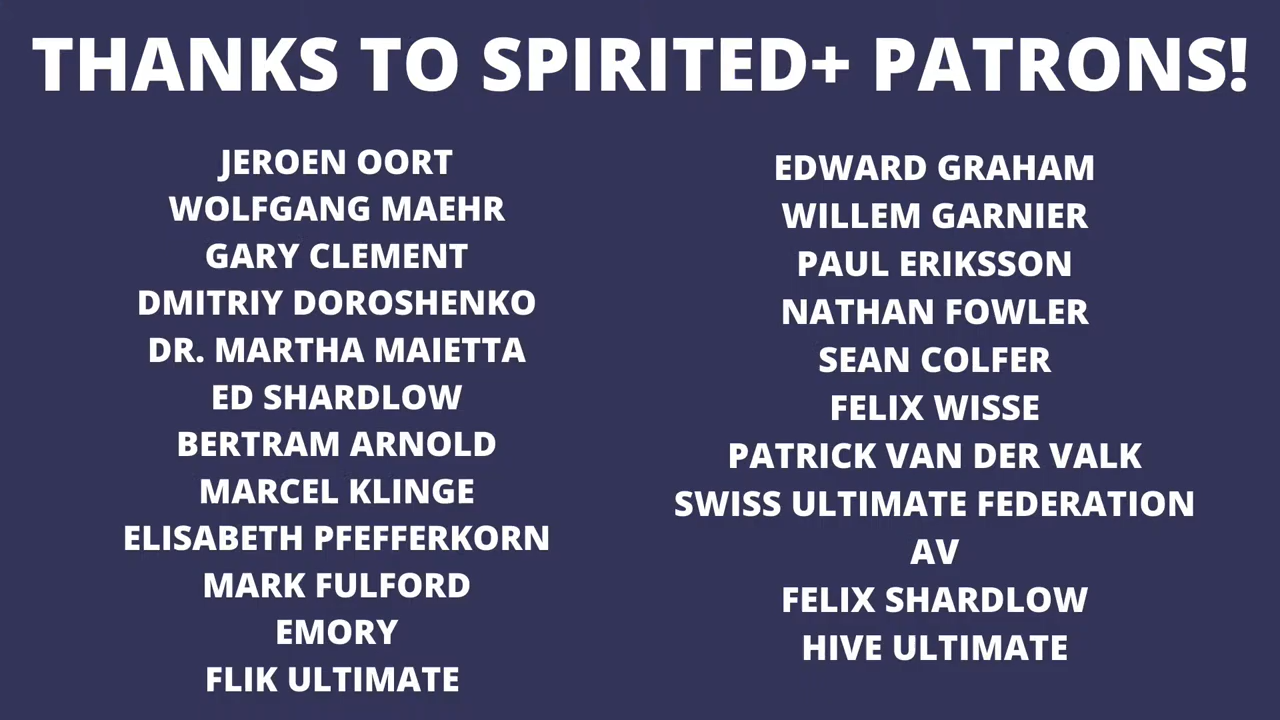 THANKS TO SPIRITED+ PATRONS!
JEROEN OORT
WOLFGANG MAEHR
GARY CLEMENT
DMITRIY DOROSHENKO
DR. MARTHA MAIETTA
ED SHARDLOW
BERTRAM ARNOLD
MARCEL KLINGE
ELISABETH PFEFFERKORN
MARK FULFORD
EMORY
FLIK ULTIMATE
EDWARD GRAHAM
WILLEM GARNIER
PAUL ERIKSSON
NATHAN FOWLER
SEAN COLFER
FELIX WISSE
PATRICK VAN DER VALK
SWISS ULTIMATE FEDERATION
AV
FELIX SHARDLOW
HIVE ULTIMATE